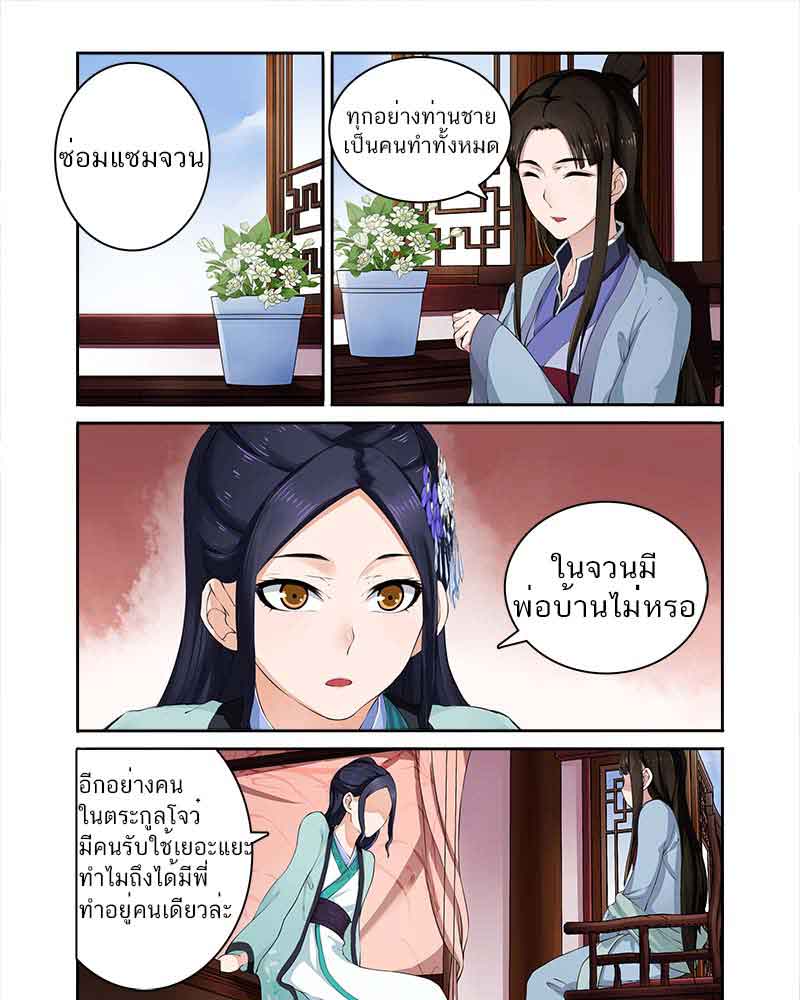 ซ่อมแซมจวน
ทุกอย่างท่านชาย
เป็นคนทำทั้งหมด
ในจวนมี
พ่อบ้านไม่หรอ
อีกอย่างคน
ในตระกูลโจว๋
มีคนรับใช้เยอะแยะ
ทำไมถึงได้มีพี่
ทำอยู่คนเดียวล่ะ